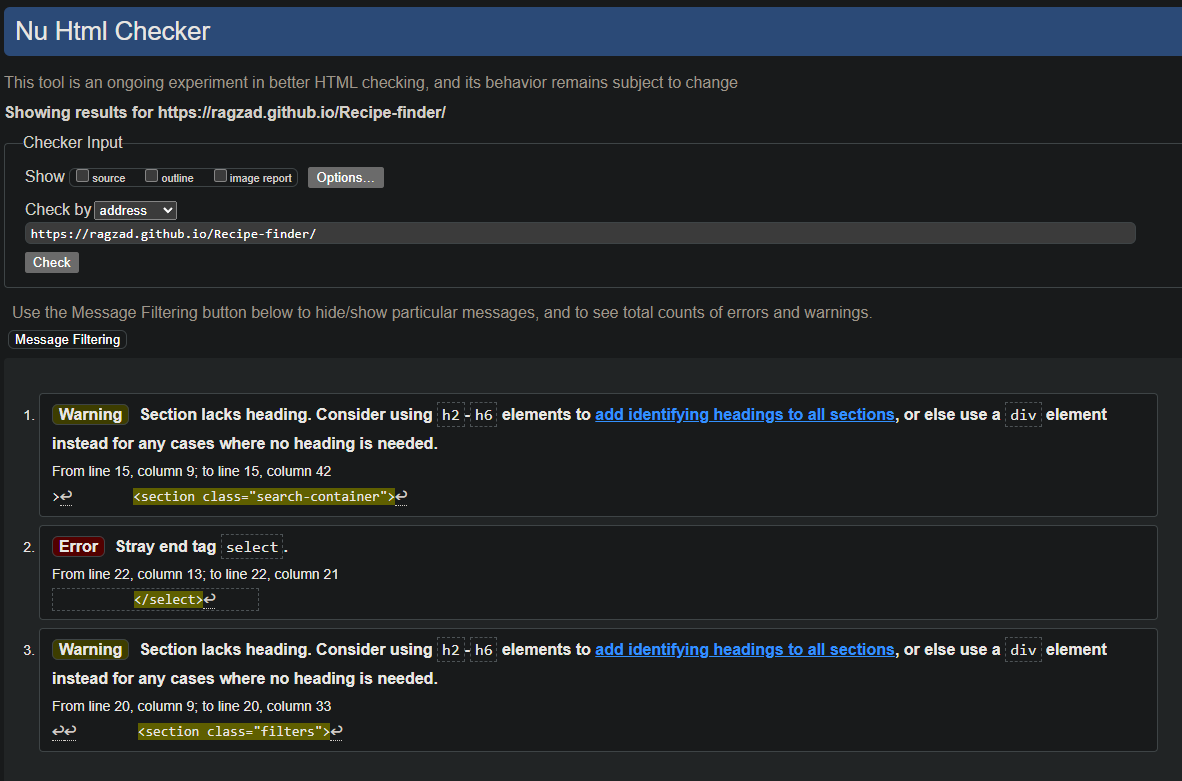 Nu Html Checker
This tool is an ongoing experiment in better HTML checking, and its behavior remains subject to change
Showing results for https://ragzad.github.io/Recipe-finder/
Checker Input
Show source outline image report Options...
Check by address
https://ragzad.github.io/Recipe-finder/
Check
Use the Message Filtering button below to hide/show particular messages, and to see total counts of errors and warnings.
Message Filtering
1. Warning Section lacks heading. Consider using h2-h6 elements to add identifying headings to all sections, or else use a div element
instead for any cases where no heading is needed.
From line 15, column 9; to line 15, column 42
>↩ <section class="search-container">↩
2. Error Stray end tag select.
From line 22, column 13; to line 22, column 21
</select>↩
3. Warning Section lacks heading. Consider using h2-h6 elements to add identifying headings to all sections, or else use a div element
instead for any cases where no heading is needed.
From line 20, column 9; to line 20, column 33
↩↩ <section class="filters">↩